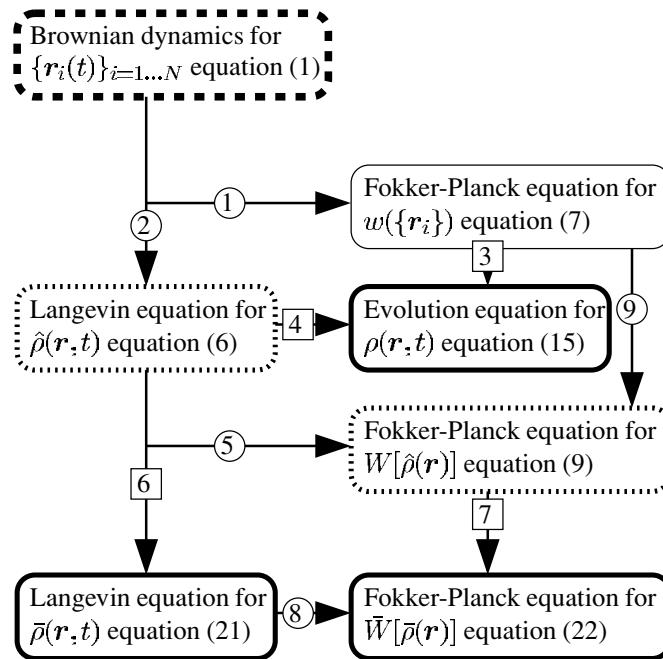 Brownian dynamics for
{r_i(t)}_{i=1...N} equation (1)
1
Fokker-Planck equation for
w({r_i}) equation (7)
2
3
9
Langevin equation for
ρ̂(r,t) equation (6)
4
Evolution equation for
ρ(r,t) equation (15)
5
Fokker-Planck equation for
W[ρ̂(r)] equation (9)
6
7
Langevin equation for
ρ̄(r,t) equation (21)
8
Fokker-Planck equation for
W̄[ρ̄(r)] equation (22)